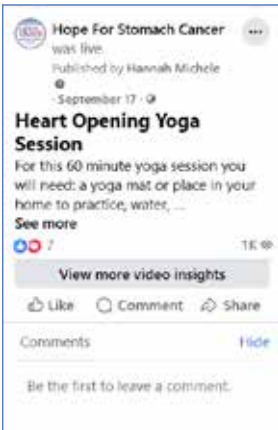 Hope For Stomach Cancer
was live.
Published by Hannah Michele
· September 17 ·
Heart Opening Yoga
Session
For this 60 minute yoga session you
will need: a yoga mat or place in your
home to practice, water, ...
See more
7
1K
View more video insights
Like Comment Share
Comments Hide
Be the first to leave a comment.